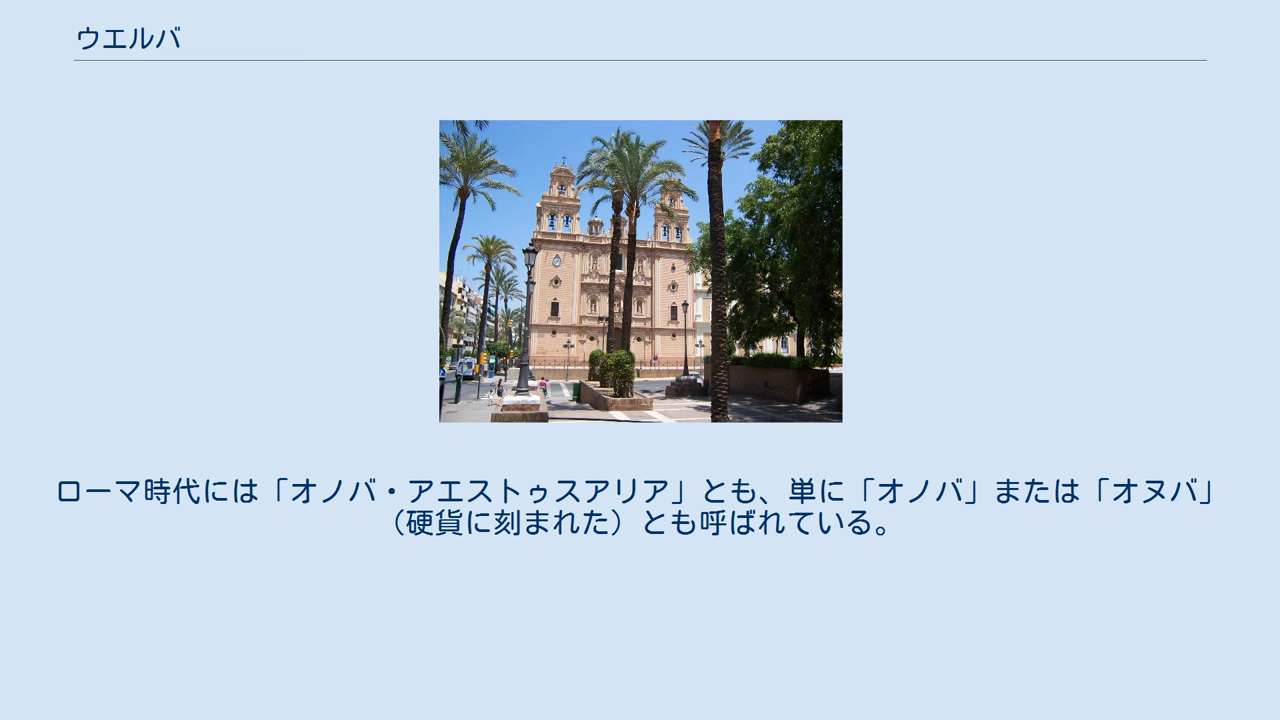 ウエルバ
ローマ時代には「オノバ・アエストゥスアリア」とも、単に「オノバ」または「オヌバ」
（硬貨に刻まれた）とも呼ばれている。